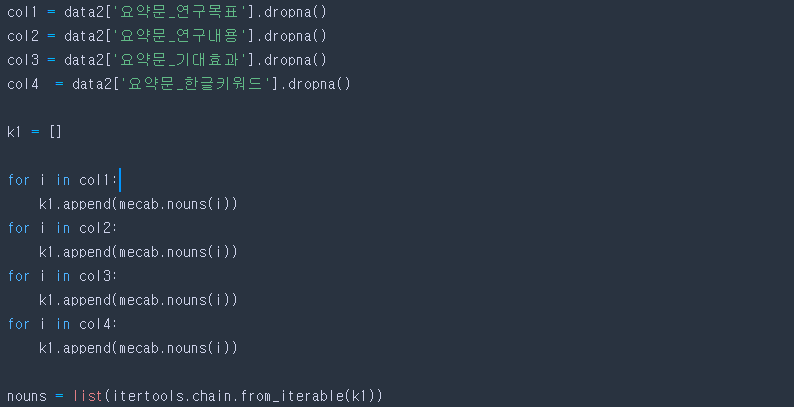 col1 = data2['요약문_연구목표'].dropna()
col2 = data2['요약문_연구내용'].dropna()
col3 = data2['요약문_기대효과'].dropna()
col4  = data2['요약문_한글키워드'].dropna()
k1 = []
for i in col1:
    k1.append(mecab.nouns(i))
for i in col2:
    k1.append(mecab.nouns(i))
for i in col3:
    k1.append(mecab.nouns(i))
for i in col4:
    k1.append(mecab.nouns(i))
nouns = list(itertools.chain.from_iterable(k1))